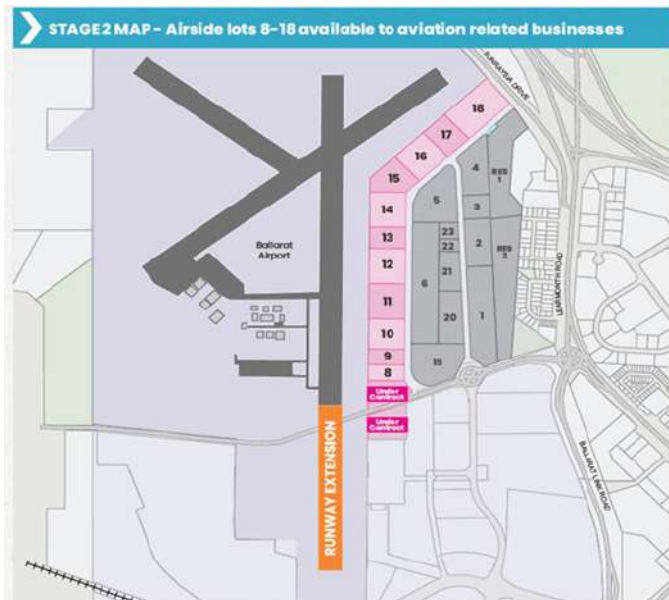 STAGE 2 MAP - Airside lots 8-18 available to aviation related businesses
SUNRAYSIA DRIVE
18
17
16
15
14
13
12
11
10
9
8
4
RES 1
3
5
2
23
22
21
RES 2
6
20
1
19
Ballarat
Airport
LEARMONTH ROAD
Under
Contract
Under
Contract
RUNWAY EXTENSION
BALLARAT LINK ROAD